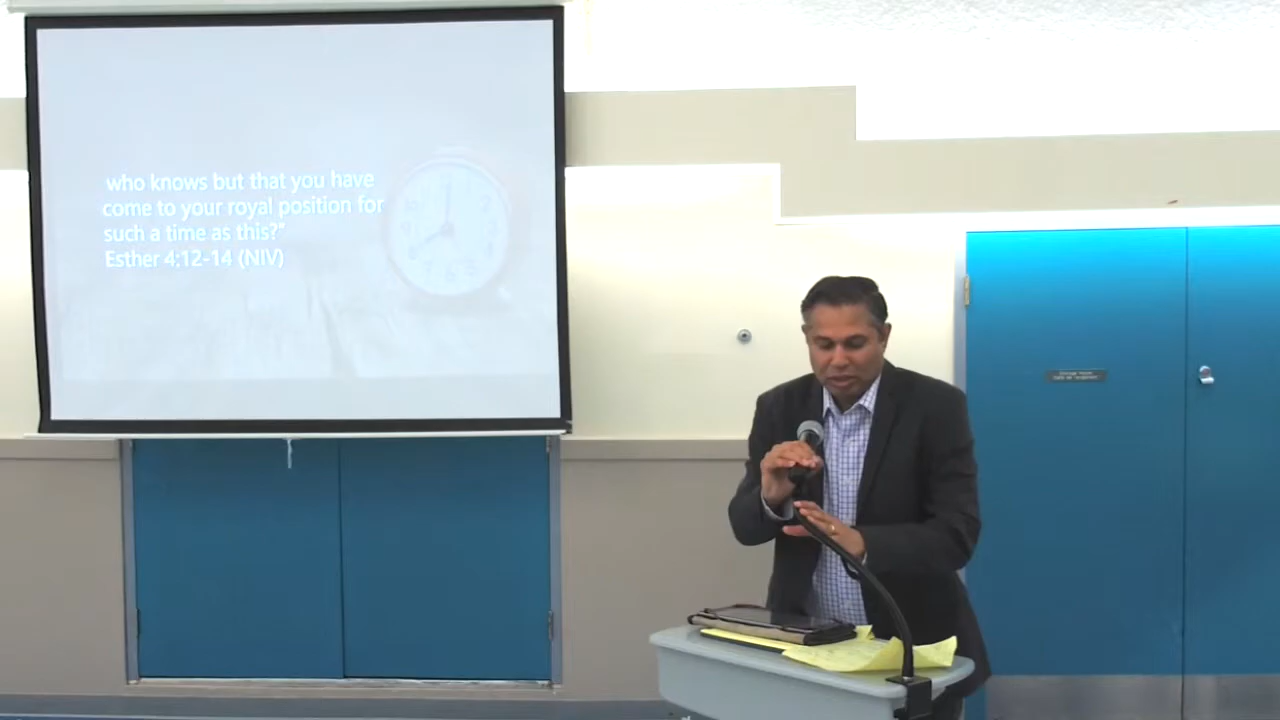 who knows but that you have
come to your royal position for
such a time as this?"
Esther 4:12-14 (NIV)